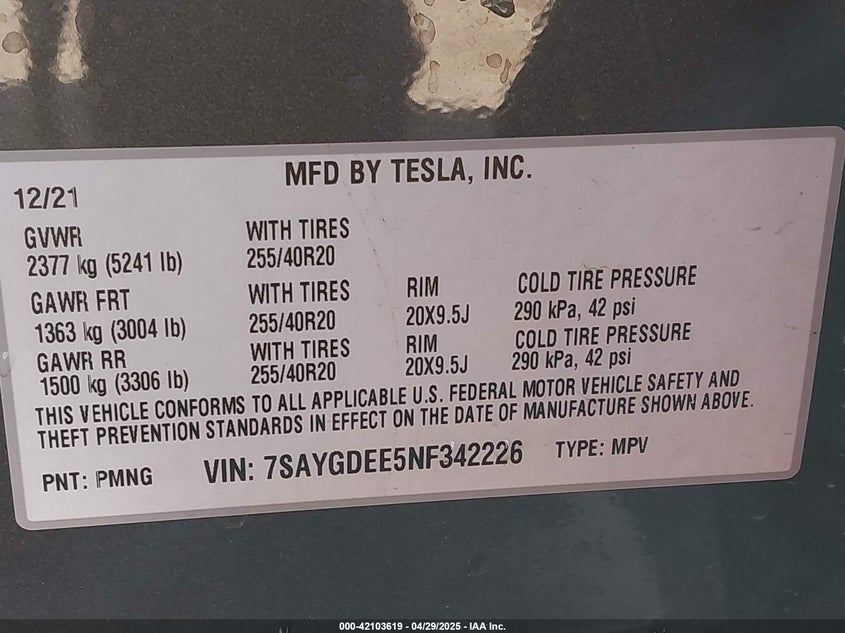 MFD BY TESLA, INC.
12/21
GVWR WITH TIRES
2377 kg (5241 lb) 255/40R20
GAWR FRT WITH TIRES RIM COLD TIRE PRESSURE
1363 kg (3004 lb) 255/40R20 20X9.5J 290 kPa, 42 psi
GAWR RR WITH TIRES RIM COLD TIRE PRESSURE
1500 kg (3306 lb) 255/40R20 20X9.5J 290 kPa, 42 psi
THIS VEHICLE CONFORMS TO ALL APPLICABLE U.S. FEDERAL MOTOR VEHICLE SAFETY AND
THEFT PREVENTION STANDARDS IN EFFECT ON THE DATE OF MANUFACTURE SHOWN ABOVE.
PNT: PMNG VIN: 7SAYGDEE5NF342226 TYPE: MPV
000-42103619 - 04/29/2025 - IAA Inc.